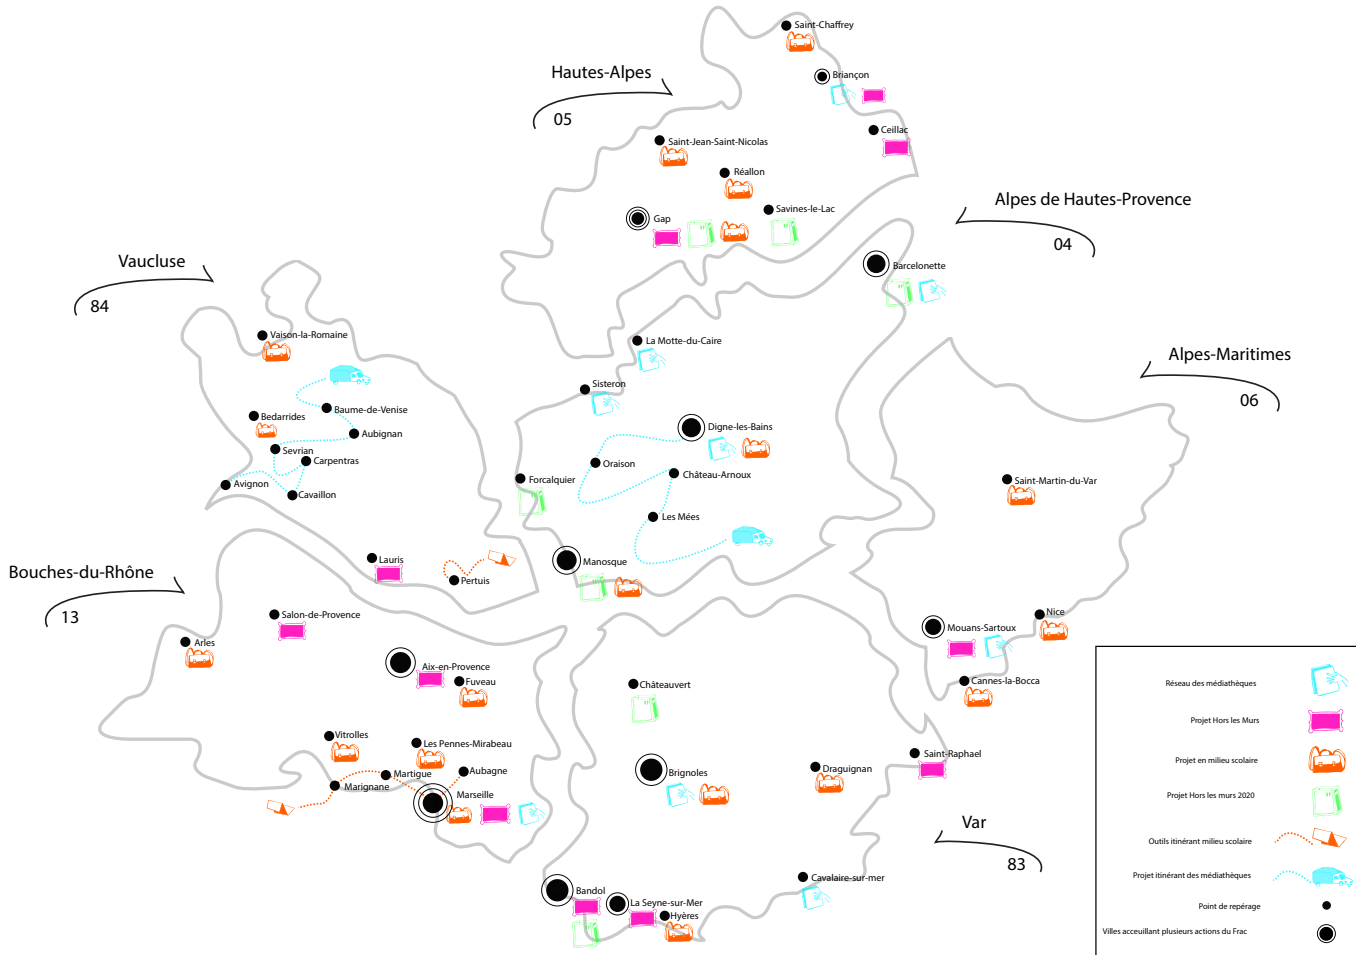 Saint-Chaffrey
Hautes-Alpes
05
Briançon
Ceillac
Saint-Jean-Saint-Nicolas
Réallon
Savines-le-Lac
Gap
Alpes de Hautes-Provence
04
Vaucluse
84
Barcelonette
Vaison-la-Romaine
La Motte-du-Caire
Alpes-Maritimes
06
Sisteron
Baume-de-Venise
Bedarrides
Aubignan
Digne-les-Bains
Sevrian
Carpentras
Oraison
Château-Arnoux
Avignon
Cavaillon
Forcalquier
Saint-Martin-du-Var
Les Mées
Lauris
Pertuis
Manosque
Bouches-du-Rhône
13
Salon-de-Provence
Nice
Mouans-Sartoux
Arles
Aix-en-Provence
Fuveau
Châteauvert
Cannes-la-Bocca
Vitrolles
Les Pennes-Mirabeau
Martigue
Aubagne
Marignane
Marseille
Brignoles
Draguignan
Saint-Raphael
Var
83
Bandol
La Seyne-sur-Mer
Hyères
Cavalaire-sur-mer
Réseau des médiathèques
Projet Hors les Murs
Projet en milieu scolaire
Projet Hors les murs 2020
Outils itinérant milieu scolaire
Projet itinérant des médiathèques
Point de repérage
Villes acceuillant plusieurs actions du Frac